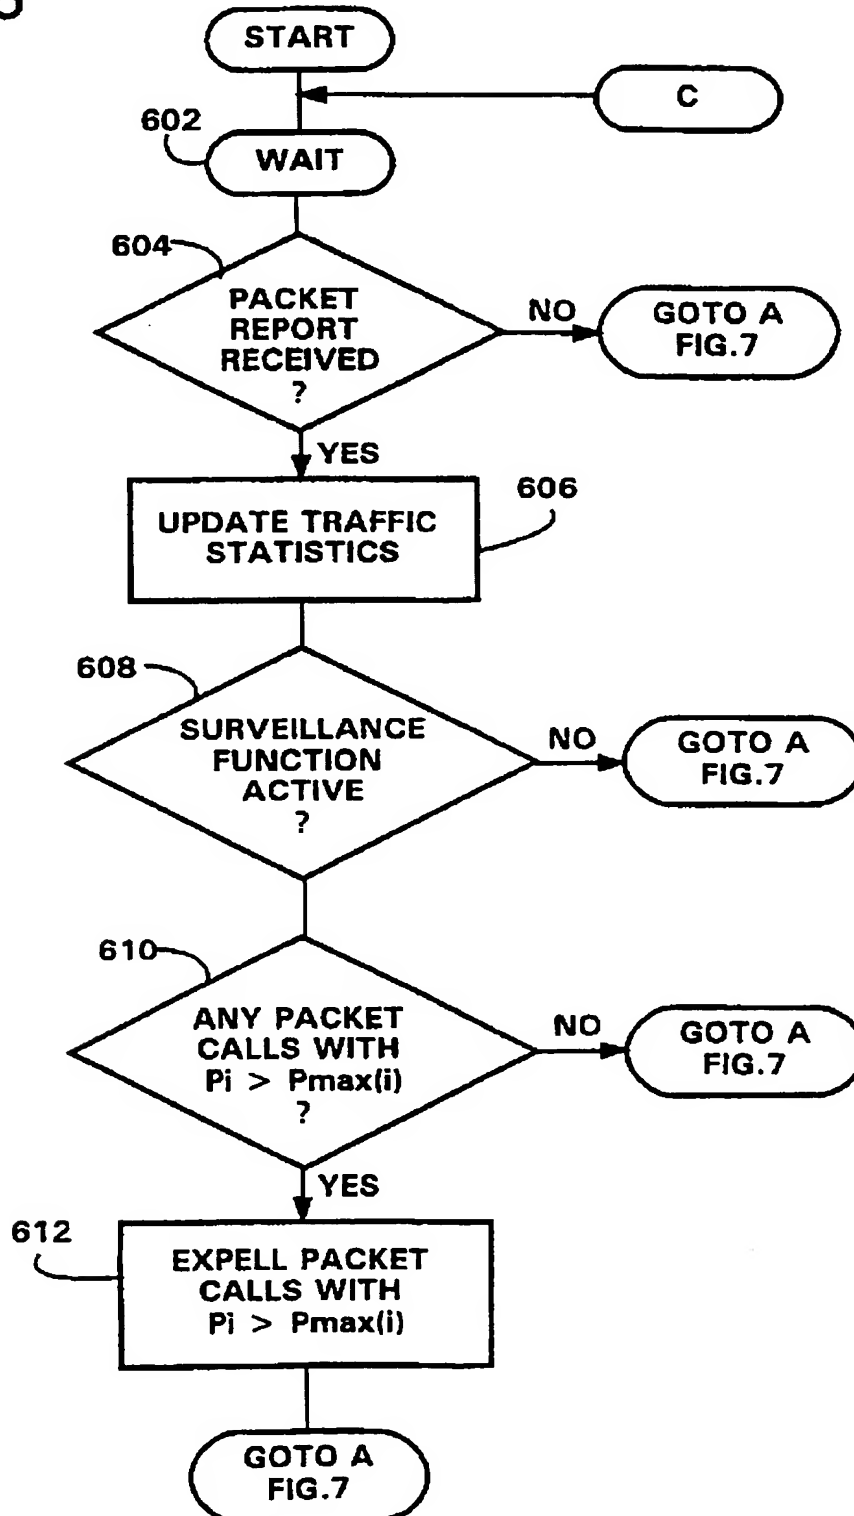 START
C
602
WAIT
604
PACKET
REPORT
RECEIVED
?
NO
GOTO A
FIG.7
YES
606
UPDATE TRAFFIC
STATISTICS
608
SURVEILLANCE
FUNCTION
ACTIVE
?
NO
GOTO A
FIG.7
610
ANY PACKET
CALLS WITH
Pi > Pmax(i)
?
NO
GOTO A
FIG.7
YES
612
EXPELL PACKET
CALLS WITH
Pi > Pmax(i)
GOTO A
FIG.7